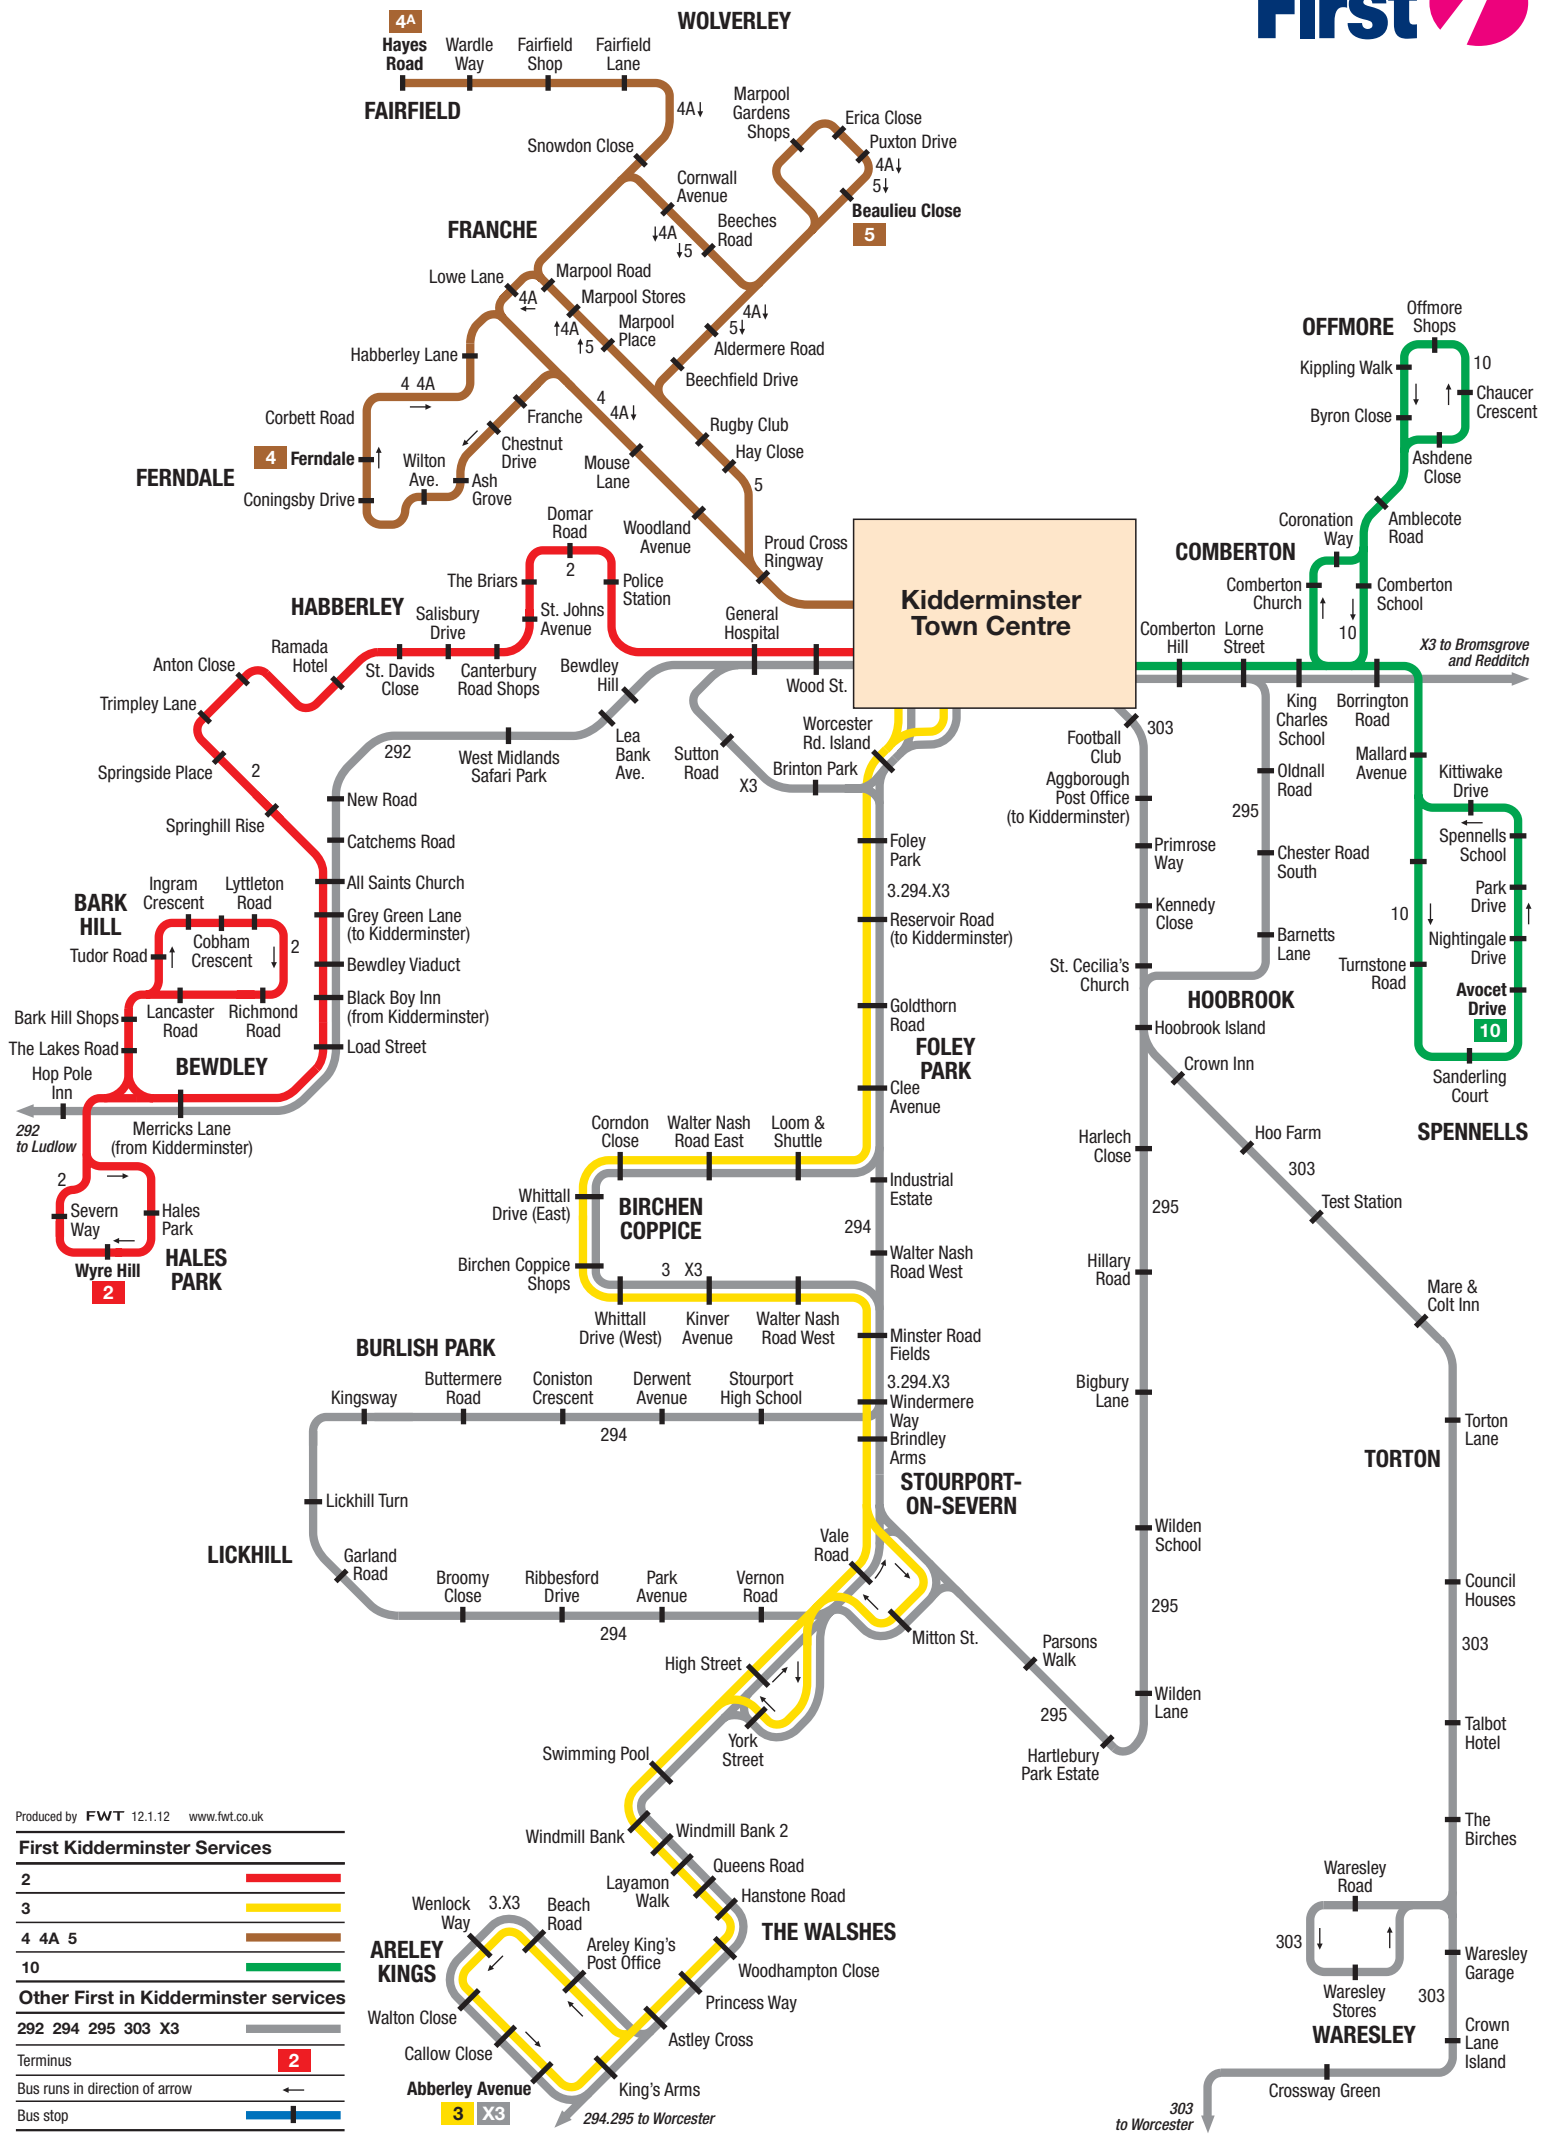 First
4A
Hayes
Road
Wardle
Way
Fairfield
Shop
Fairfield
Lane
WOLVERLEY
FAIRFIELD
4A↓
Snowdon Close
Marpool
Gardens
Shops
Erica Close
Puxton Drive
4A↓
5↓
Beaulieu Close
5
Cornwall
Avenue
Beeches
Road
↓4A
↓5
FRANCHE
Lowe Lane
4A
←
Marpool Road
Marpool Stores
Marpool
Place
↑4A
↑5
4A↓
5↓
Aldermere Road
Beechfield Drive
Habberley Lane
4 4A
→
Corbett Road
4 Ferndale
↑
FERNDALE
Coningsby Drive
Wilton
Ave.
Ash
Grove
Chestnut
Drive
Franche
4
4A↓
Mouse
Lane
Woodland
Avenue
Rugby Club
Hay Close
5
Proud Cross
Ringway
OFFMORE
Offmore
Shops
Kippling Walk
10
Chaucer
Crescent
Byron Close
Ashdene
Close
Amblecote
Road
Coronation
Way
COMBERTON
Comberton
Church
Comberton
School
10
Kidderminster
Town Centre
Domar
Road
2
The Briars
Police
Station
St. Johns
Avenue
HABBERLEY
Salisbury
Drive
Ramada
Hotel
St. Davids
Close
Canterbury
Road Shops
Anton Close
Trimpley Lane
Springside Place
2
Springhill Rise
General
Hospital
Wood St.
Bewdley
Hill
Lea
Bank
Ave.
West Midlands
Safari Park
292
Sutton
Road
X3
Brinton Park
Worcester
Rd. Island
Comberton
Hill
Lorne
Street
X3 to Bromsgrove
and Redditch
King
Charles
School
Borrington
Road
303
Football
Club
Aggborough
Post Office
(to Kidderminster)
Primrose
Way
Kennedy
Close
St. Cecilia's
Church
295
Oldnall
Road
Chester Road
South
Barnetts
Lane
HOOBROOK
Hoobrook Island
Mallard
Avenue
Kittiwake
Drive
Spennells
School
Park
Drive
Nightingale
Drive
Avocet
Drive
10
10
Turnstone
Road
Sanderling
Court
SPENNELLS
New Road
Catchems Road
All Saints Church
Grey Green Lane
(to Kidderminster)
Bewdley Viaduct
Black Boy Inn
(from Kidderminster)
Load Street
BARK
HILL
Ingram
Crescent
Lyttleton
Road
Cobham
Crescent
2
Tudor Road
Lancaster
Road
Richmond
Road
Bark Hill Shops
The Lakes Road
BEWDLEY
Hop Pole
Inn
292
to Ludlow
Merricks Lane
(from Kidderminster)
2
Severn
Way
Hales
Park
Wyre Hill
2
HALES
PARK
Foley
Park
3.294.X3
Reservoir Road
(to Kidderminster)
Goldthorn
Road
FOLEY
PARK
Clee
Avenue
Corndon
Close
Walter Nash
Road East
Loom &
Shuttle
Whittall
Drive (East)
BIRCHEN
COPPICE
Birchen Coppice
Shops
3 X3
Whittall
Drive (West)
Kinver
Avenue
Walter Nash
Road West
Industrial
Estate
294
Walter Nash
Road West
Minster Road
Fields
3.294.X3
Windermere
Way
Brindley
Arms
BURLISH PARK
Kingsway
Buttermere
Road
Coniston
Crescent
Derwent
Avenue
Stourport
High School
294
Lickhill Turn
LICKHILL
Garland
Road
Broomy
Close
Ribbesford
Drive
Park
Avenue
Vernon
Road
294
STOURPORT-
ON-SEVERN
Vale
Road
Mitton St.
High Street
York
Street
Swimming Pool
Windmill Bank
Windmill Bank 2
Queens Road
Layamon
Walk
Hanstone Road
THE WALSHES
Woodhampton Close
Princess Way
Astley Cross
King's Arms
294.295 to Worcester
Wenlock
Way
3.X3
Beach
Road
Areley King's
Post Office
ARELEY
KINGS
Walton Close
Callow Close
Abberley Avenue
3 X3
Crown Inn
Harlech
Close
295
Hillary
Road
Bigbury
Lane
Wilden
School
295
Wilden
Lane
Parsons
Walk
295
Hartlebury
Park Estate
Hoo Farm
303
Test Station
Mare &
Colt Inn
Torton
Lane
TORTON
Council
Houses
303
Talbot
Hotel
The
Birches
Waresley
Road
303
Waresley
Stores
Waresley
Garage
303
WARESLEY
Crown
Lane
Island
Crossway Green
303
to Worcester
Produced by FWT 12.1.12 www.fwt.co.uk
First Kidderminster Services
2
3
4 4A 5
10
Other First in Kidderminster services
292 294 295 303 X3
Terminus 2
Bus runs in direction of arrow ←
Bus stop